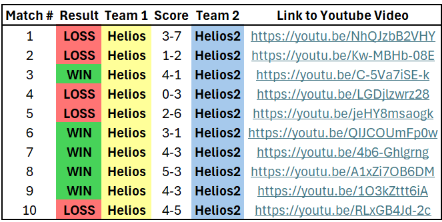 Match # Result Team 1 Score Team 2 Link to Youtube Video
1 LOSS Helios 3-7 Helios2 https://youtu.be/NhQJzbB2VHY
2 LOSS Helios 1-2 Helios2 https://youtu.be/Kw-MBHb-08E
3 WIN Helios 4-1 Helios2 https://youtu.be/C-5Va7iSE-k
4 LOSS Helios 0-3 Helios2 https://youtu.be/LGDjlzwrz28
5 LOSS Helios 2-6 Helios2 https://youtu.be/jeHY8msaogk
6 WIN Helios 3-1 Helios2 https://youtu.be/QIJCOUmFp0w
7 WIN Helios 4-3 Helios2 https://youtu.be/4b6-Ghlgrng
8 WIN Helios 5-3 Helios2 https://youtu.be/A1xZi7OB6DM
9 WIN Helios 4-3 Helios2 https://youtu.be/1O3kZttt6iA
10 LOSS Helios 4-5 Helios2 https://youtu.be/RLxGB4Jd-2c